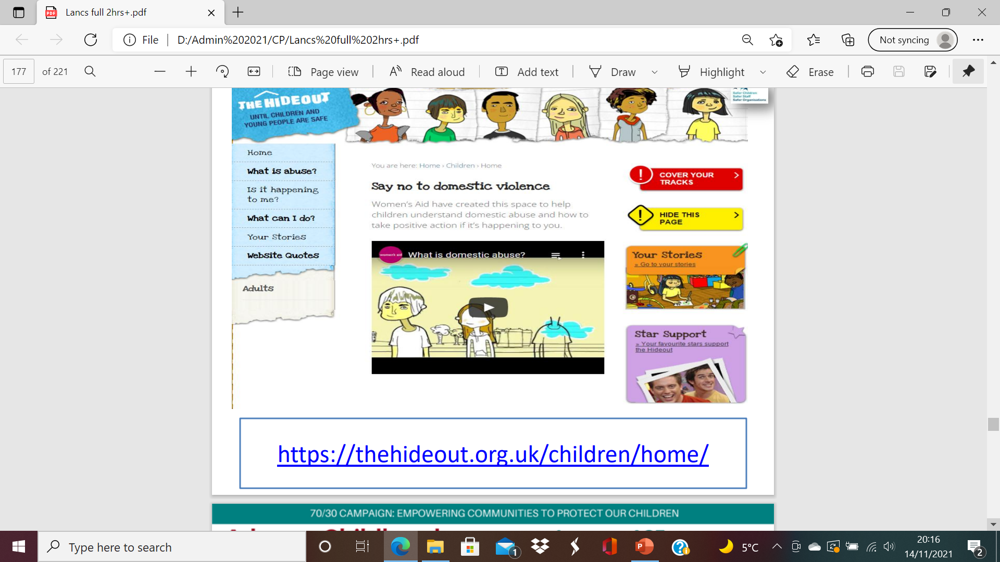 Lancs full 2hrs+.pdf
File
D:/Admin%202021/CP/Lancs%20full%202hrs+.pdf
Not syncing
177
of 221
Page view
Read aloud
Add text
Draw
Highlight
Erase
THE HIDEOUT
UNTIL CHILDREN AND
YOUNG PEOPLE ARE SAFE
Safer Children
Safer Staff
Safer Organisations
Home
What is abuse?
Is it happening
to me?
What can I do?
Your Stories
Website Quotes
Adults
You are here: Home › Children › Home
Say no to domestic violence
Women's Aid have created this space to help
children understand domestic abuse and how to
take positive action if it's happening to you.
women's aid
What is domestic abuse?
! COVER YOUR
TRACKS
! HIDE THIS
PAGE
Your Stories
» Go to your stories
Star Support
» Your favourite stars support
the Hideout
https://thehideout.org.uk/children/home/
70/30 CAMPAIGN: EMPOWERING COMMUNITIES TO PROTECT OUR CHILDREN
Type here to search
1
5°C
20:16
14/11/2021
2